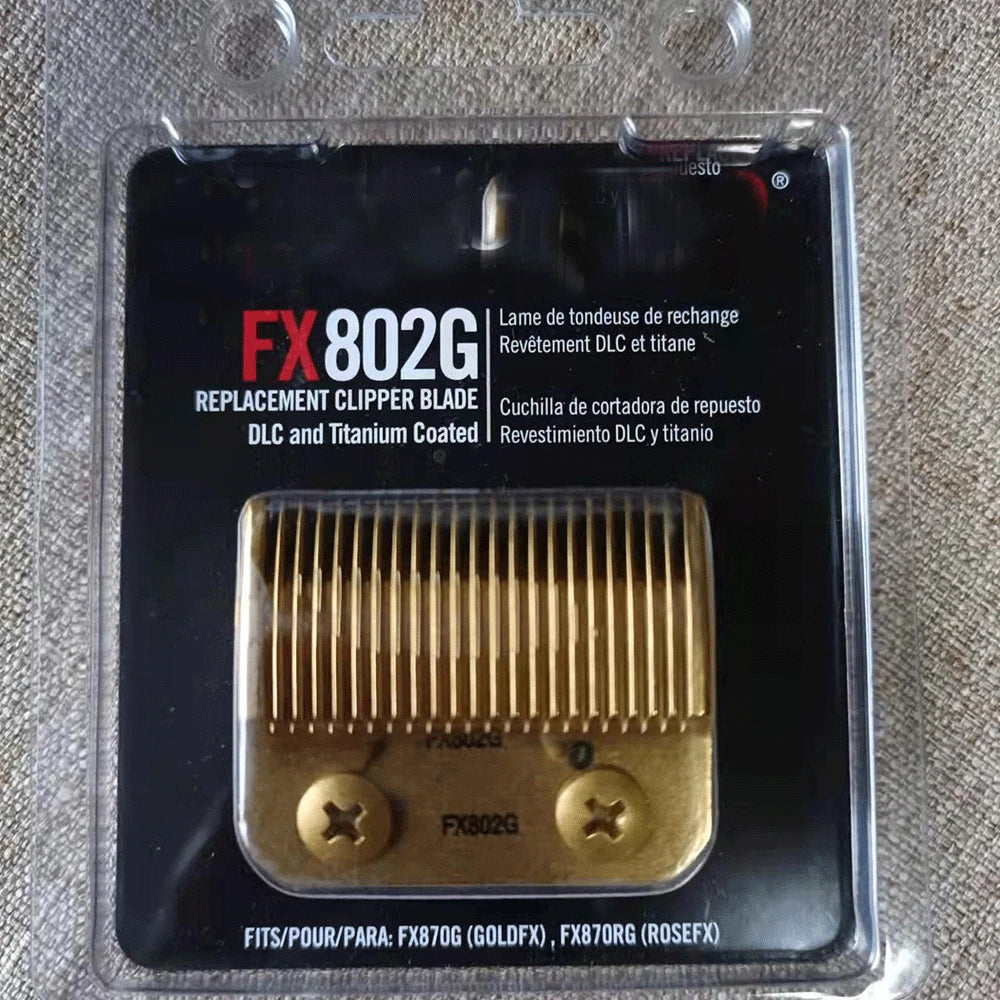 uesto
®
FX802G
REPLACEMENT CLIPPER BLADE
DLC and Titanium Coated
Lame de tondeuse de rechange
Revêtement DLC et titane
Cuchilla de cortadora de repuesto
Revestimiento DLC y titanio
FX802G
FX802G
FITS/POUR/PARA: FX870G (GOLDFX) , FX870RG (ROSEFX)